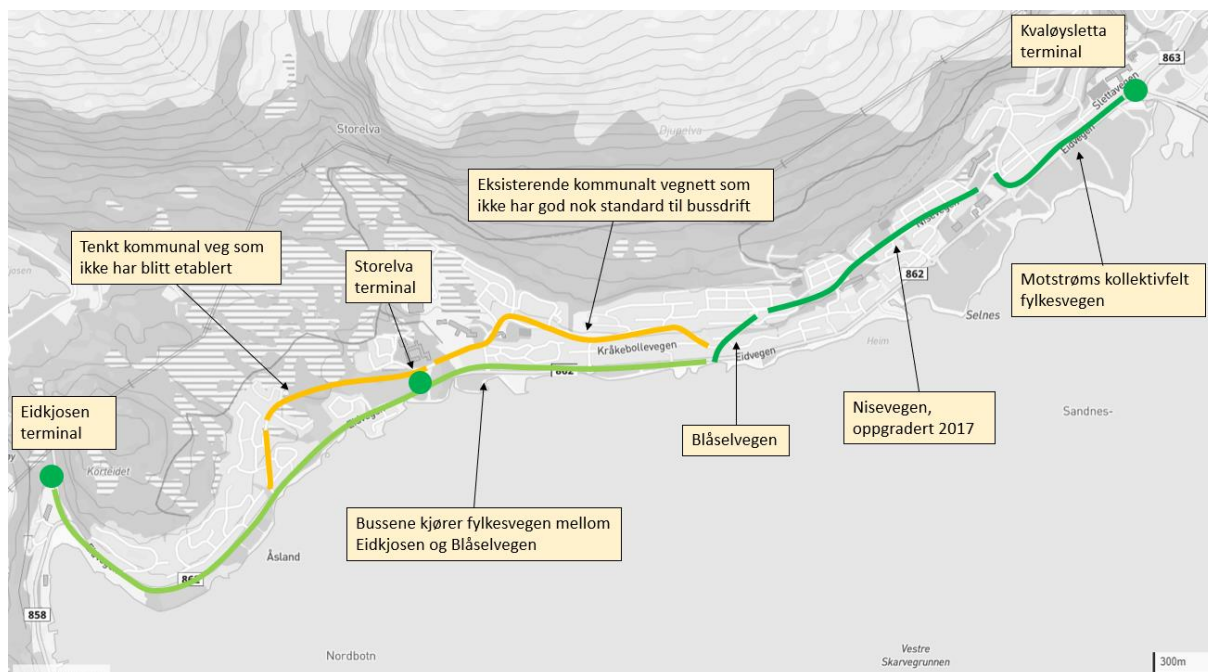 Kvaløysletta
terminal
863
Slettavegen
Eidvegen
Storelva
Djupelva
Eksisterende kommunalt vegnett som
ikke har god nok standard til bussdrift
Tenkt kommunal veg som
ikke har blitt etablert
Storelva
terminal
Nisevegen
862
Motstrøms kollektivfelt
fylkesvegen
Selnes
Heim
Kråkebollevegen
Eidvegen
862
Eidkjosen
terminal
Korteidet
Blåselvegen
Nisevegen,
oppgradert 2017
Sandnes-
Bussene kjører fylkesvegen mellom
Eidkjosen og Blåselvegen
Åsland
862
858
Nordbotn
Vestre
Skarvegrunnen
300m